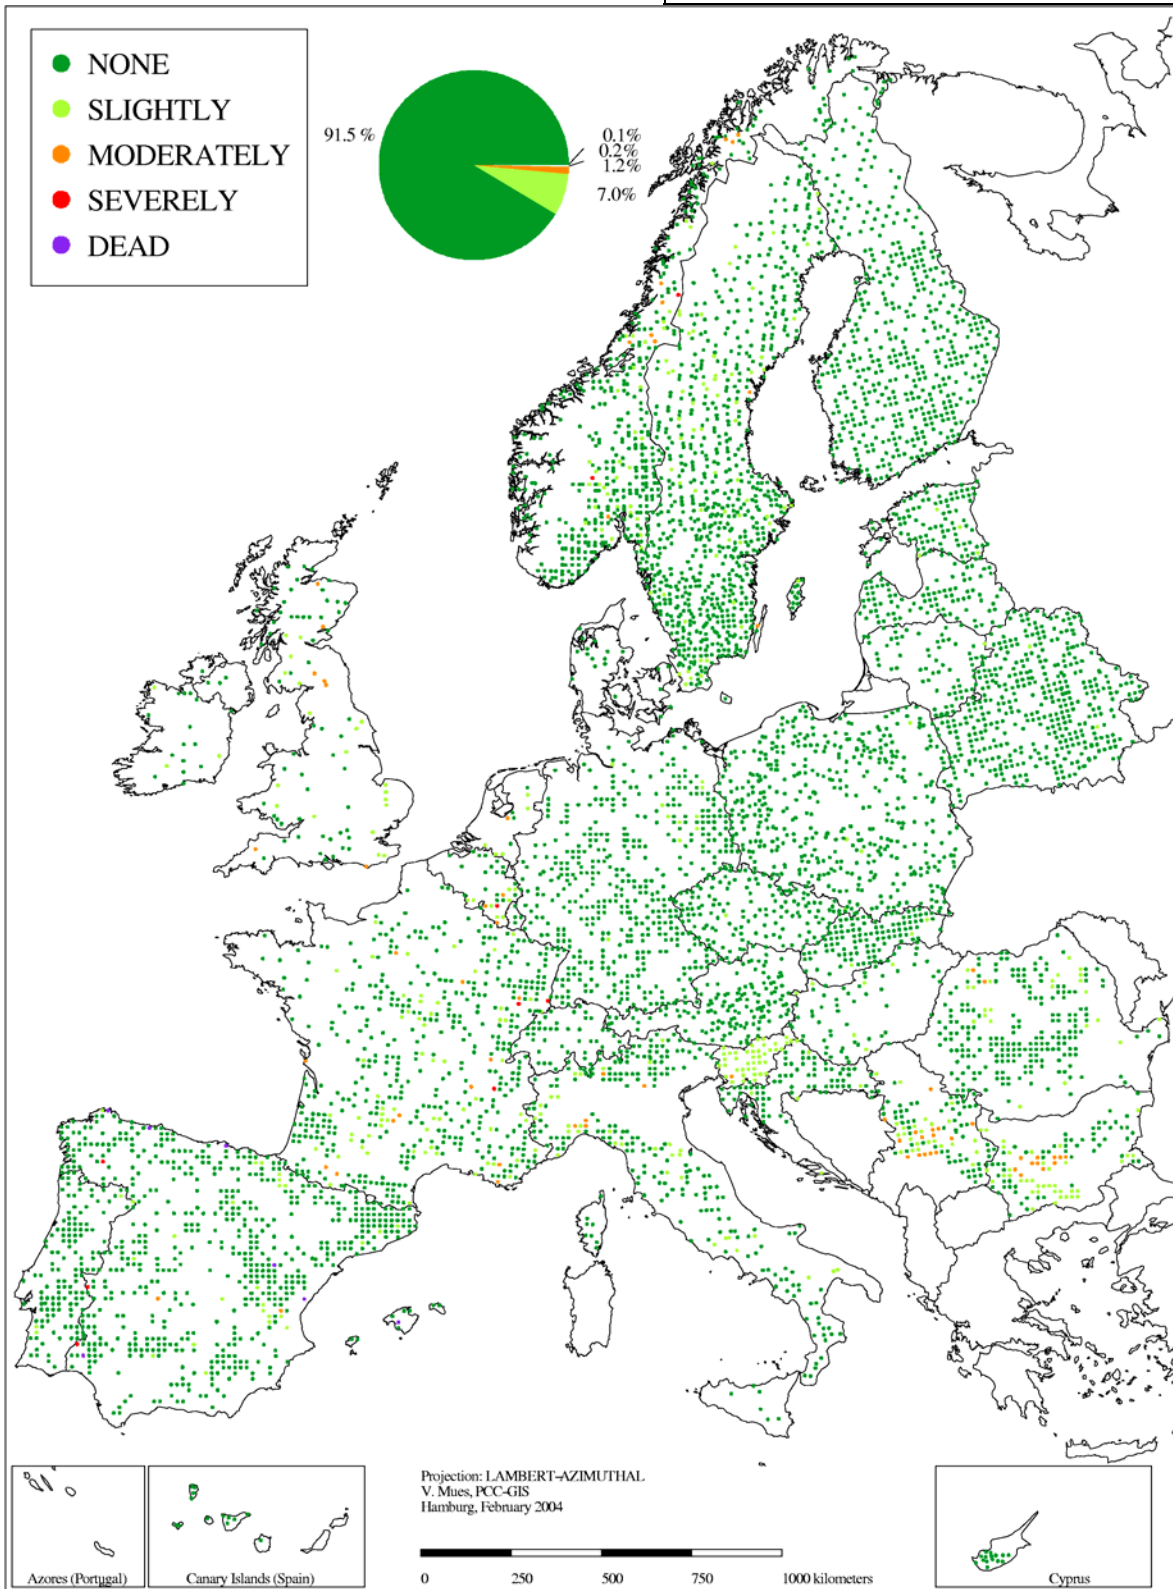 NONE
SLIGHTLY
MODERATELY
SEVERELY
DEAD
91.5 %
0.1%
0.2%
1.2%
7.0%
Projection: LAMBERT-AZIMUTHAL
V. Mues, PCC-GIS
Hamburg, February 2004
0 250 500 750 1000 kilometers
Azores (Portugal)
Canary Islands (Spain)
Cyprus